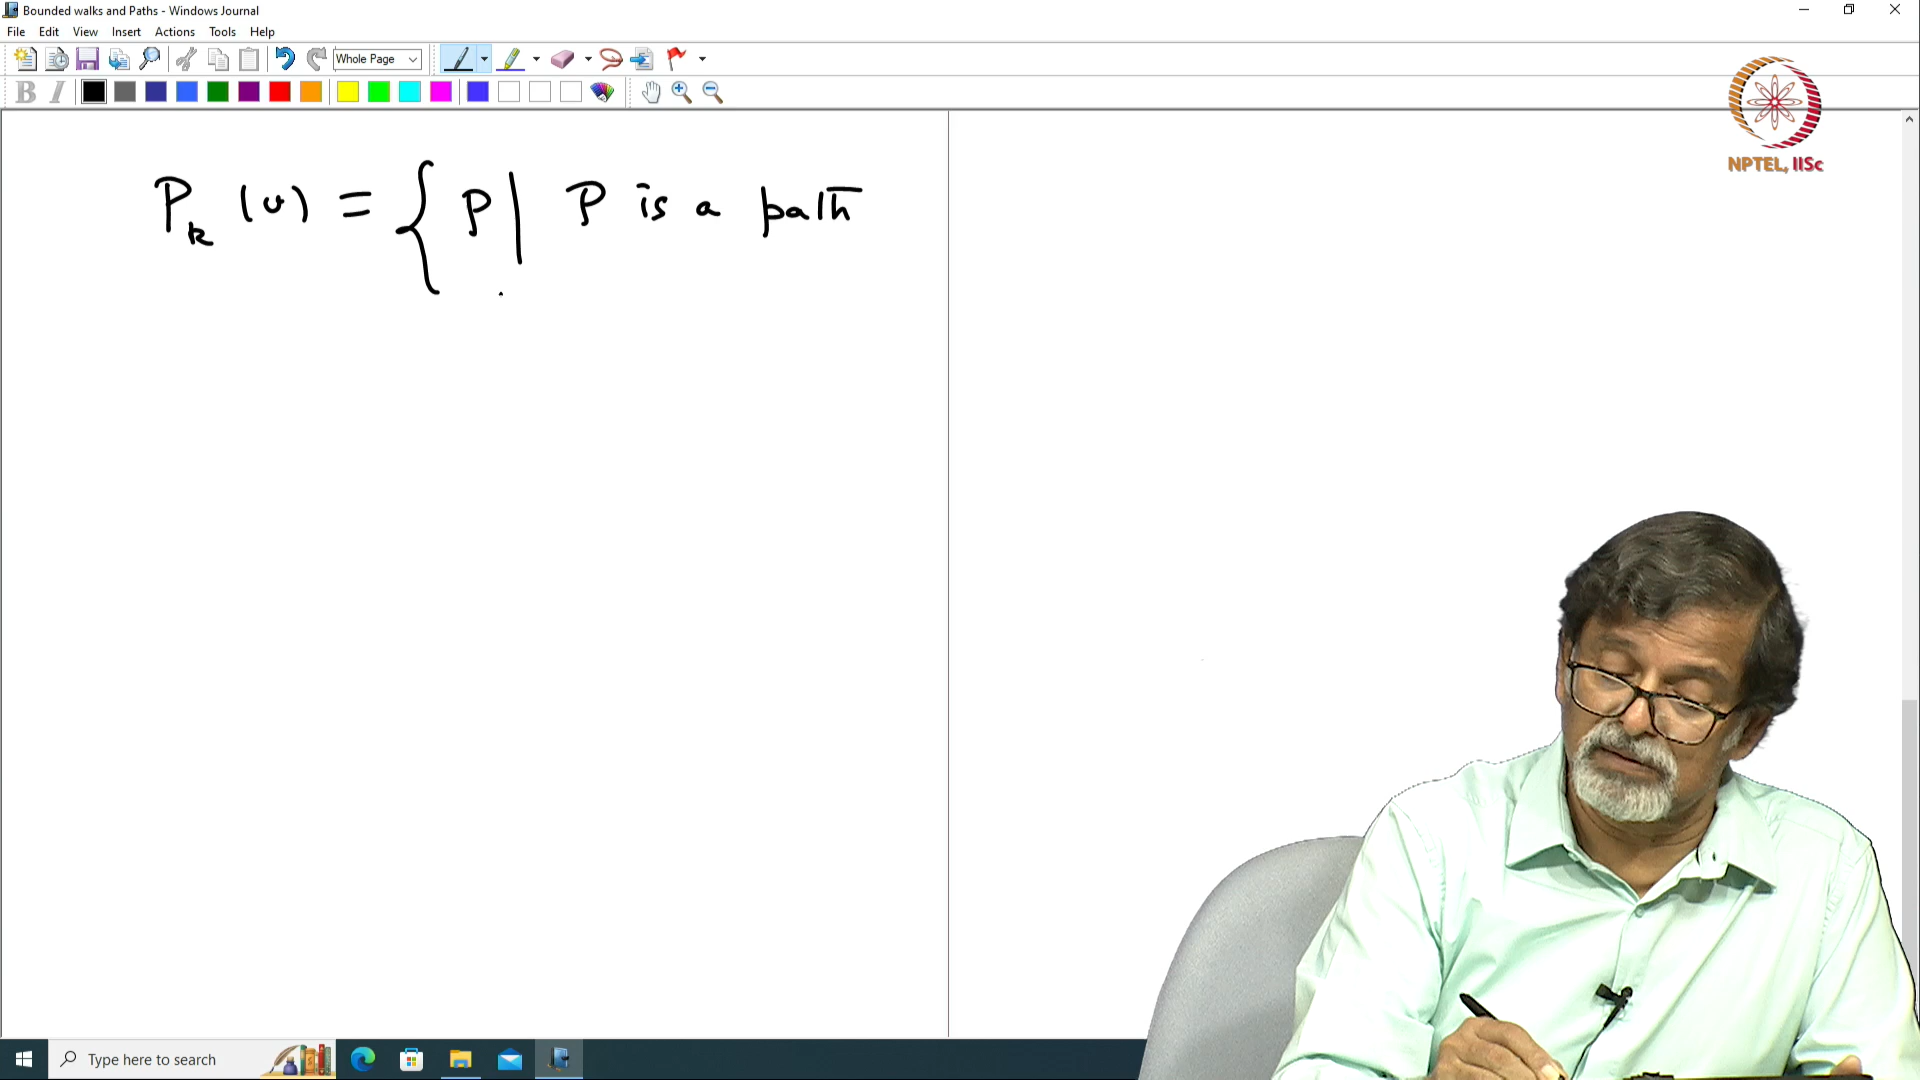 Bounded walks and Paths - Windows Journal
File Edit View Insert Actions Tools Help
Whole Page
B I
NPTEL, IISc
P_k (v) = { P | P is a path
Type here to search